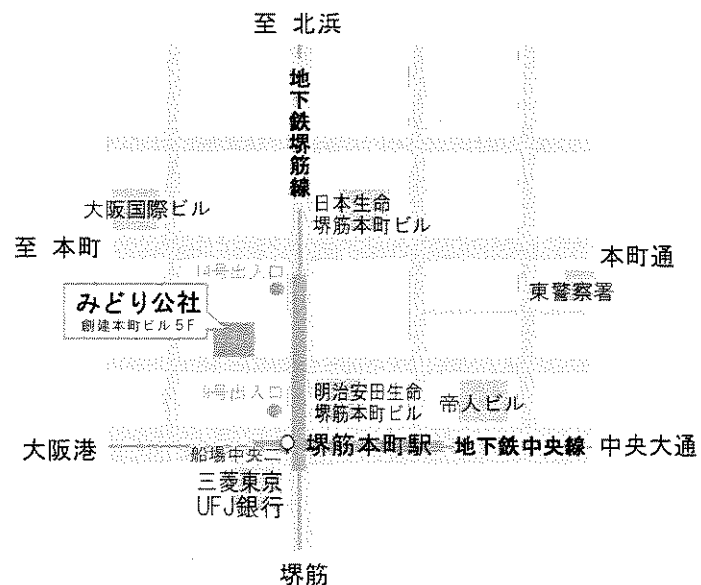 至 北浜
地下鉄堺筋線
大阪国際ビル
日本生命
堺筋本町ビル
至 本町
本町通
14号出入口
東警察署
みどり公社
創建本町ビル5F
9号出入口
明治安田生命
堺筋本町ビル
帝人ビル
大阪港
船場中央二
堺筋本町駅
地下鉄中央線
中央大通
三菱東京
UFJ銀行
堺筋